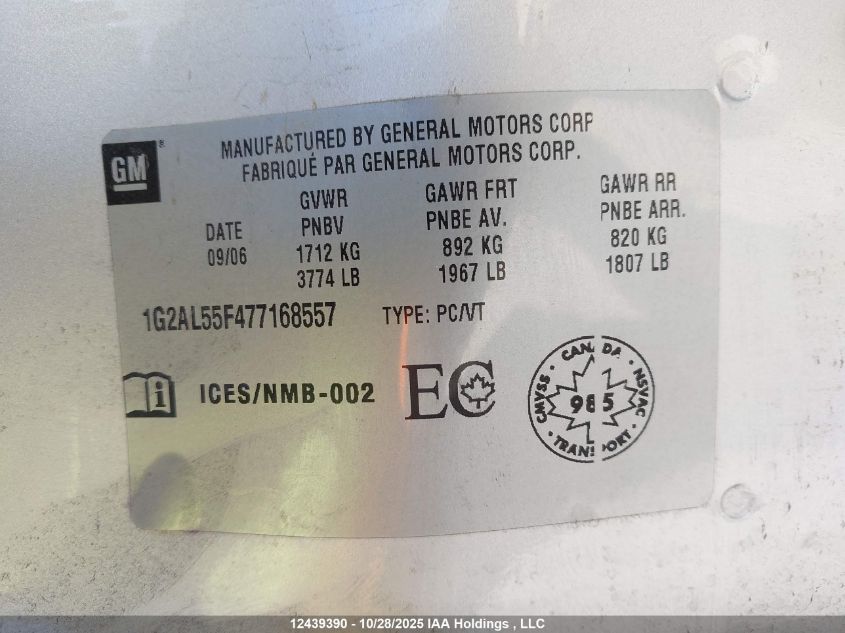 GM
MANUFACTURED BY GENERAL MOTORS CORP
FABRIQUÉ PAR GENERAL MOTORS CORP.
DATE
09/06
GVWR
PNBV
1712 KG
3774 LB
GAWR FRT
PNBE AV.
892 KG
1967 LB
GAWR RR
PNBE ARR.
820 KG
1807 LB
1G2AL55F477168557 TYPE: PC/VT
i ICES/NMB-002 EC
CANADA
CMVSS
NSVAC
985
TRANSPORT
12439390 - 10/28/2025 IAA Holdings , LLC